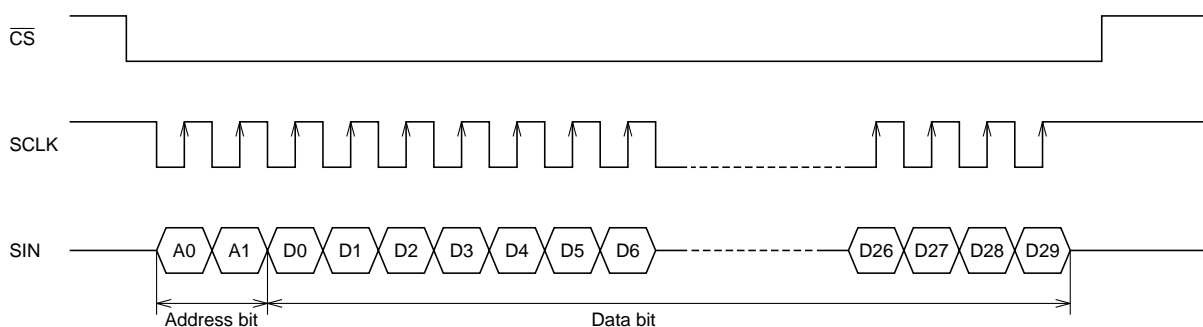 CS
SCLK
SIN A0 A1 D0 D1 D2 D3 D4 D5 D6 D26 D27 D28 D29
Address bit Data bit